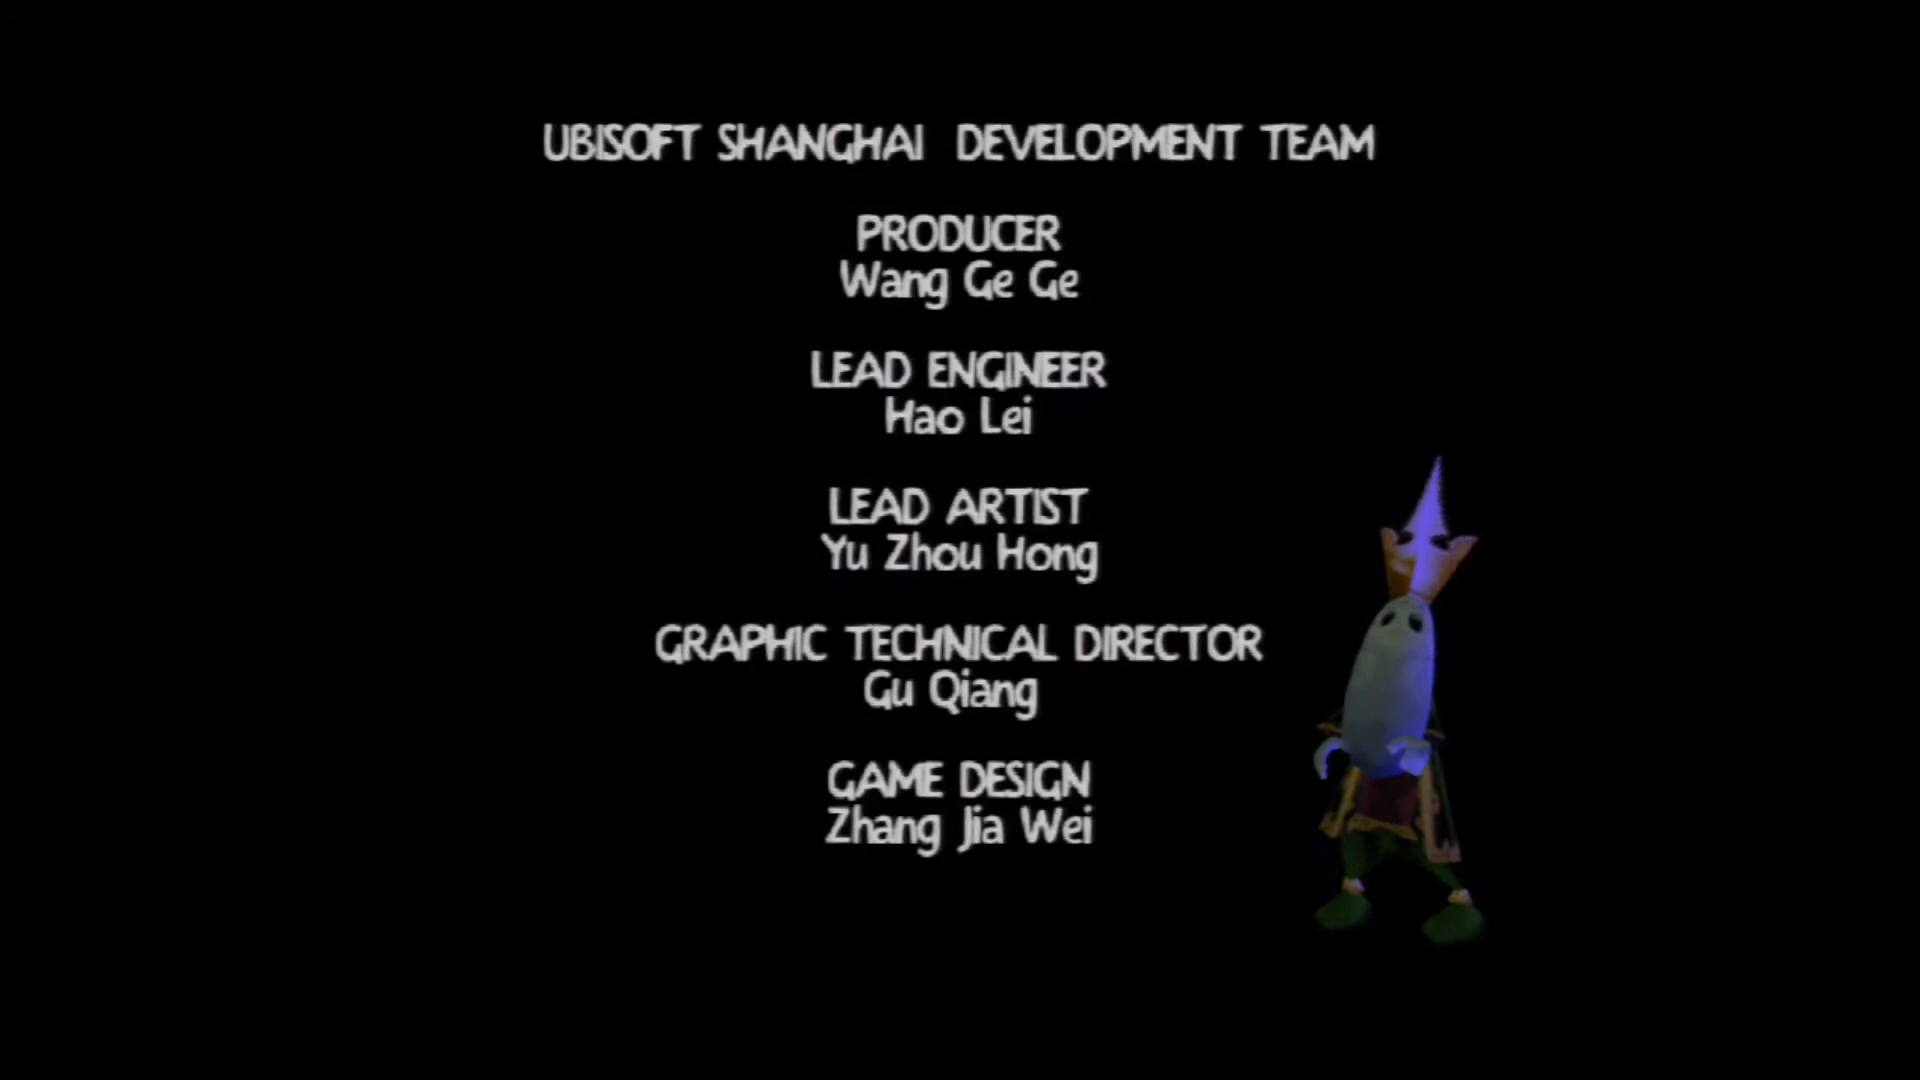 UBISOFT SHANGHAI DEVELOPMENT TEAM
PRODUCER
Wang Ge Ge
LEAD ENGINEER
Hao Lei
LEAD ARTIST
Yu Zhou Hong
GRAPHIC TECHNICAL DIRECTOR
Gu Qiang
GAME DESIGN
Zhang Jia Wei